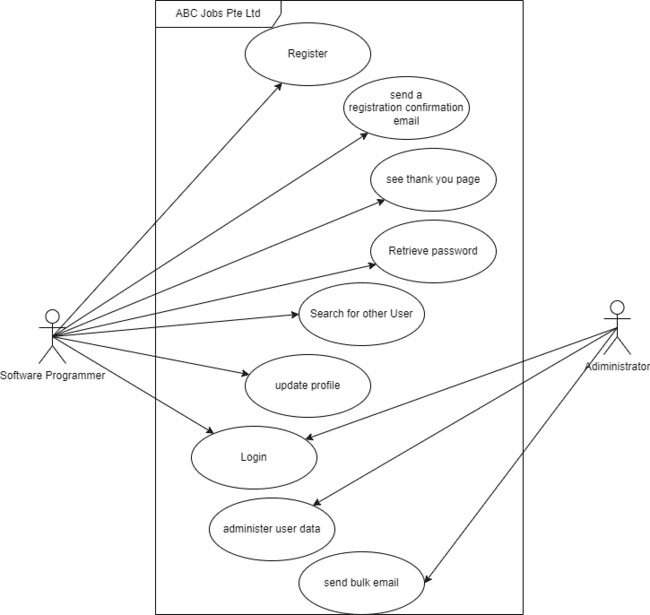 ABC Jobs Pte Ltd
Register
send a
registration confirmation
email
see thank you page
Retrieve password
Search for other User
Software Programmer
Adiministrator
update profile
Login
administer user data
send bulk email